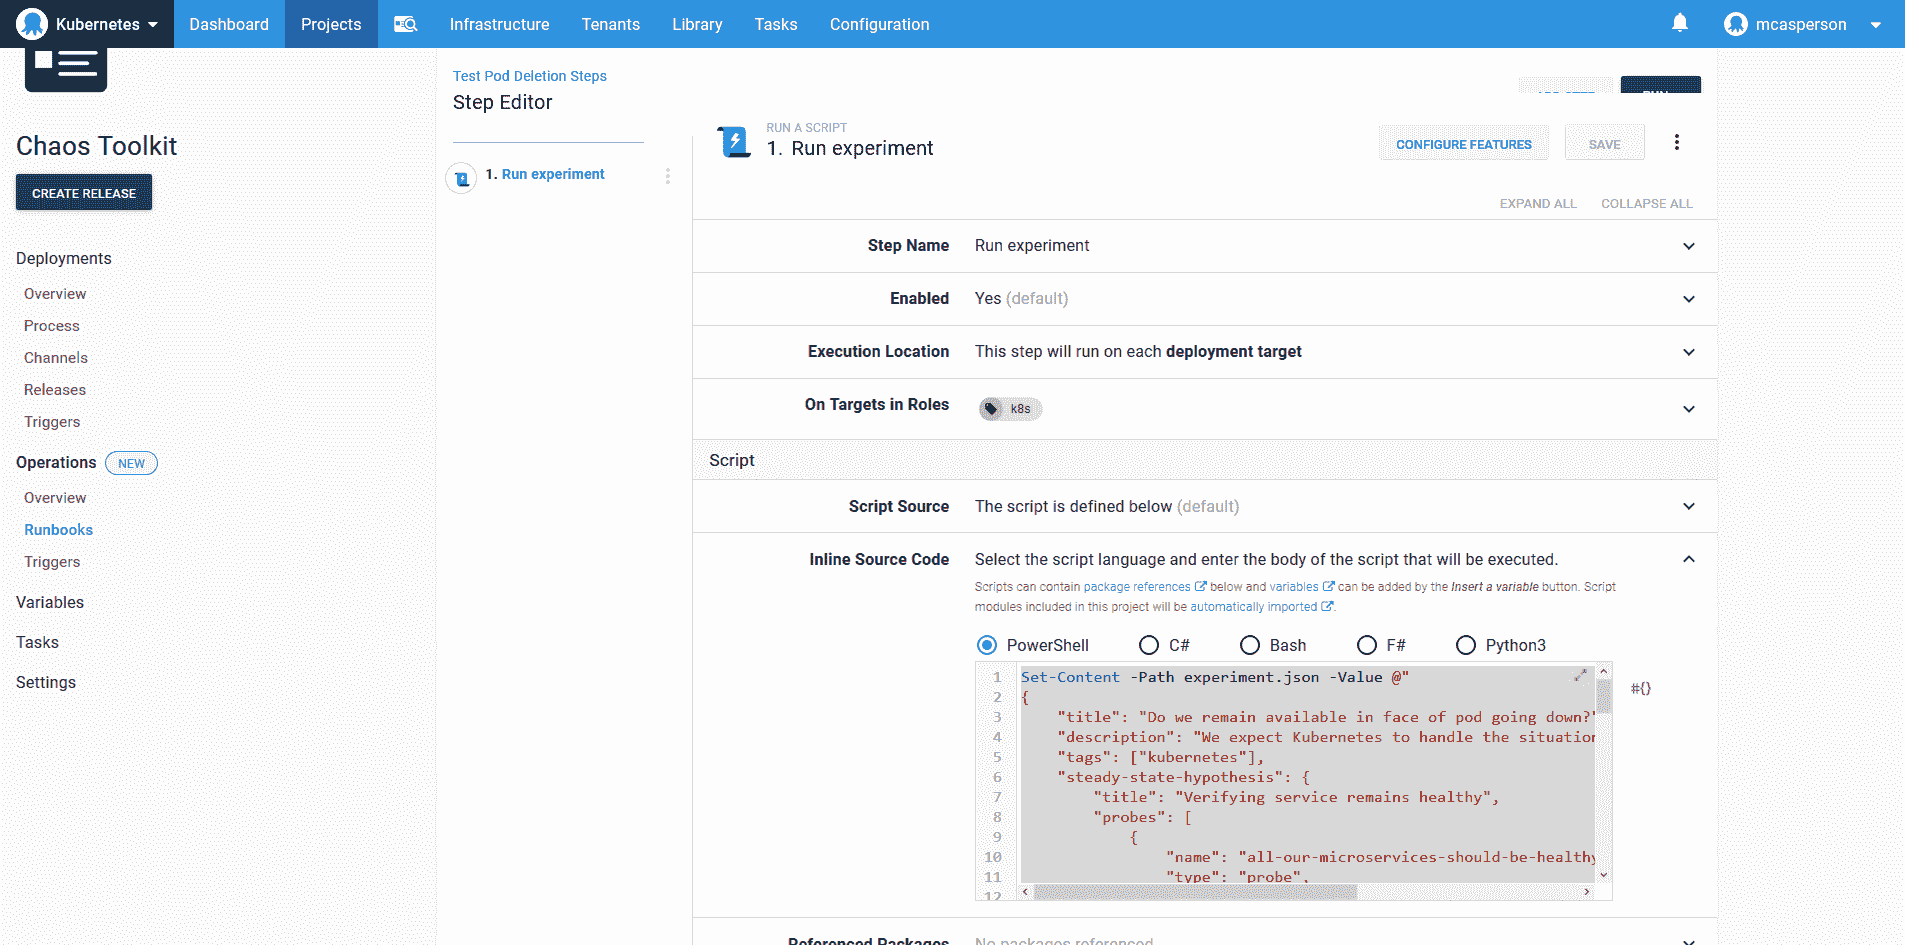 Kubernetes Dashboard Projects Infrastructure Tenants Library Tasks Configuration mcasperson
Chaos Toolkit
CREATE RELEASE
Deployments
Overview
Process
Channels
Releases
Triggers
Operations NEW
Overview
Runbooks
Triggers
Variables
Tasks
Settings
Test Pod Deletion Steps
Step Editor
1. Run experiment
RUN A SCRIPT
1. Run experiment
CONFIGURE FEATURES SAVE
EXPAND ALL COLLAPSE ALL
Step Name Run experiment
Enabled Yes (default)
Execution Location This step will run on each deployment target
On Targets in Roles k8s
Script
Script Source The script is defined below (default)
Inline Source Code Select the script language and enter the body of the script that will be executed.
Scripts can contain package references below and variables can be added by the Insert a variable button. Script
modules included in this project will be automatically imported.
PowerShell C# Bash F# Python3
1 Set-Content -Path experiment.json -Value @"
2 {
3 "title": "Do we remain available in face of pod going down?"
4 "description": "We expect Kubernetes to handle the situation
5 "tags": ["kubernetes"],
6 "steady-state-hypothesis": {
7 "title": "Verifying service remains healthy",
8 "probes": [
9 {
10 "name": "all-our-microservices-should-be-healthy
11 "type": "probe",
12
#{}
Referenced Packages No packages referenced